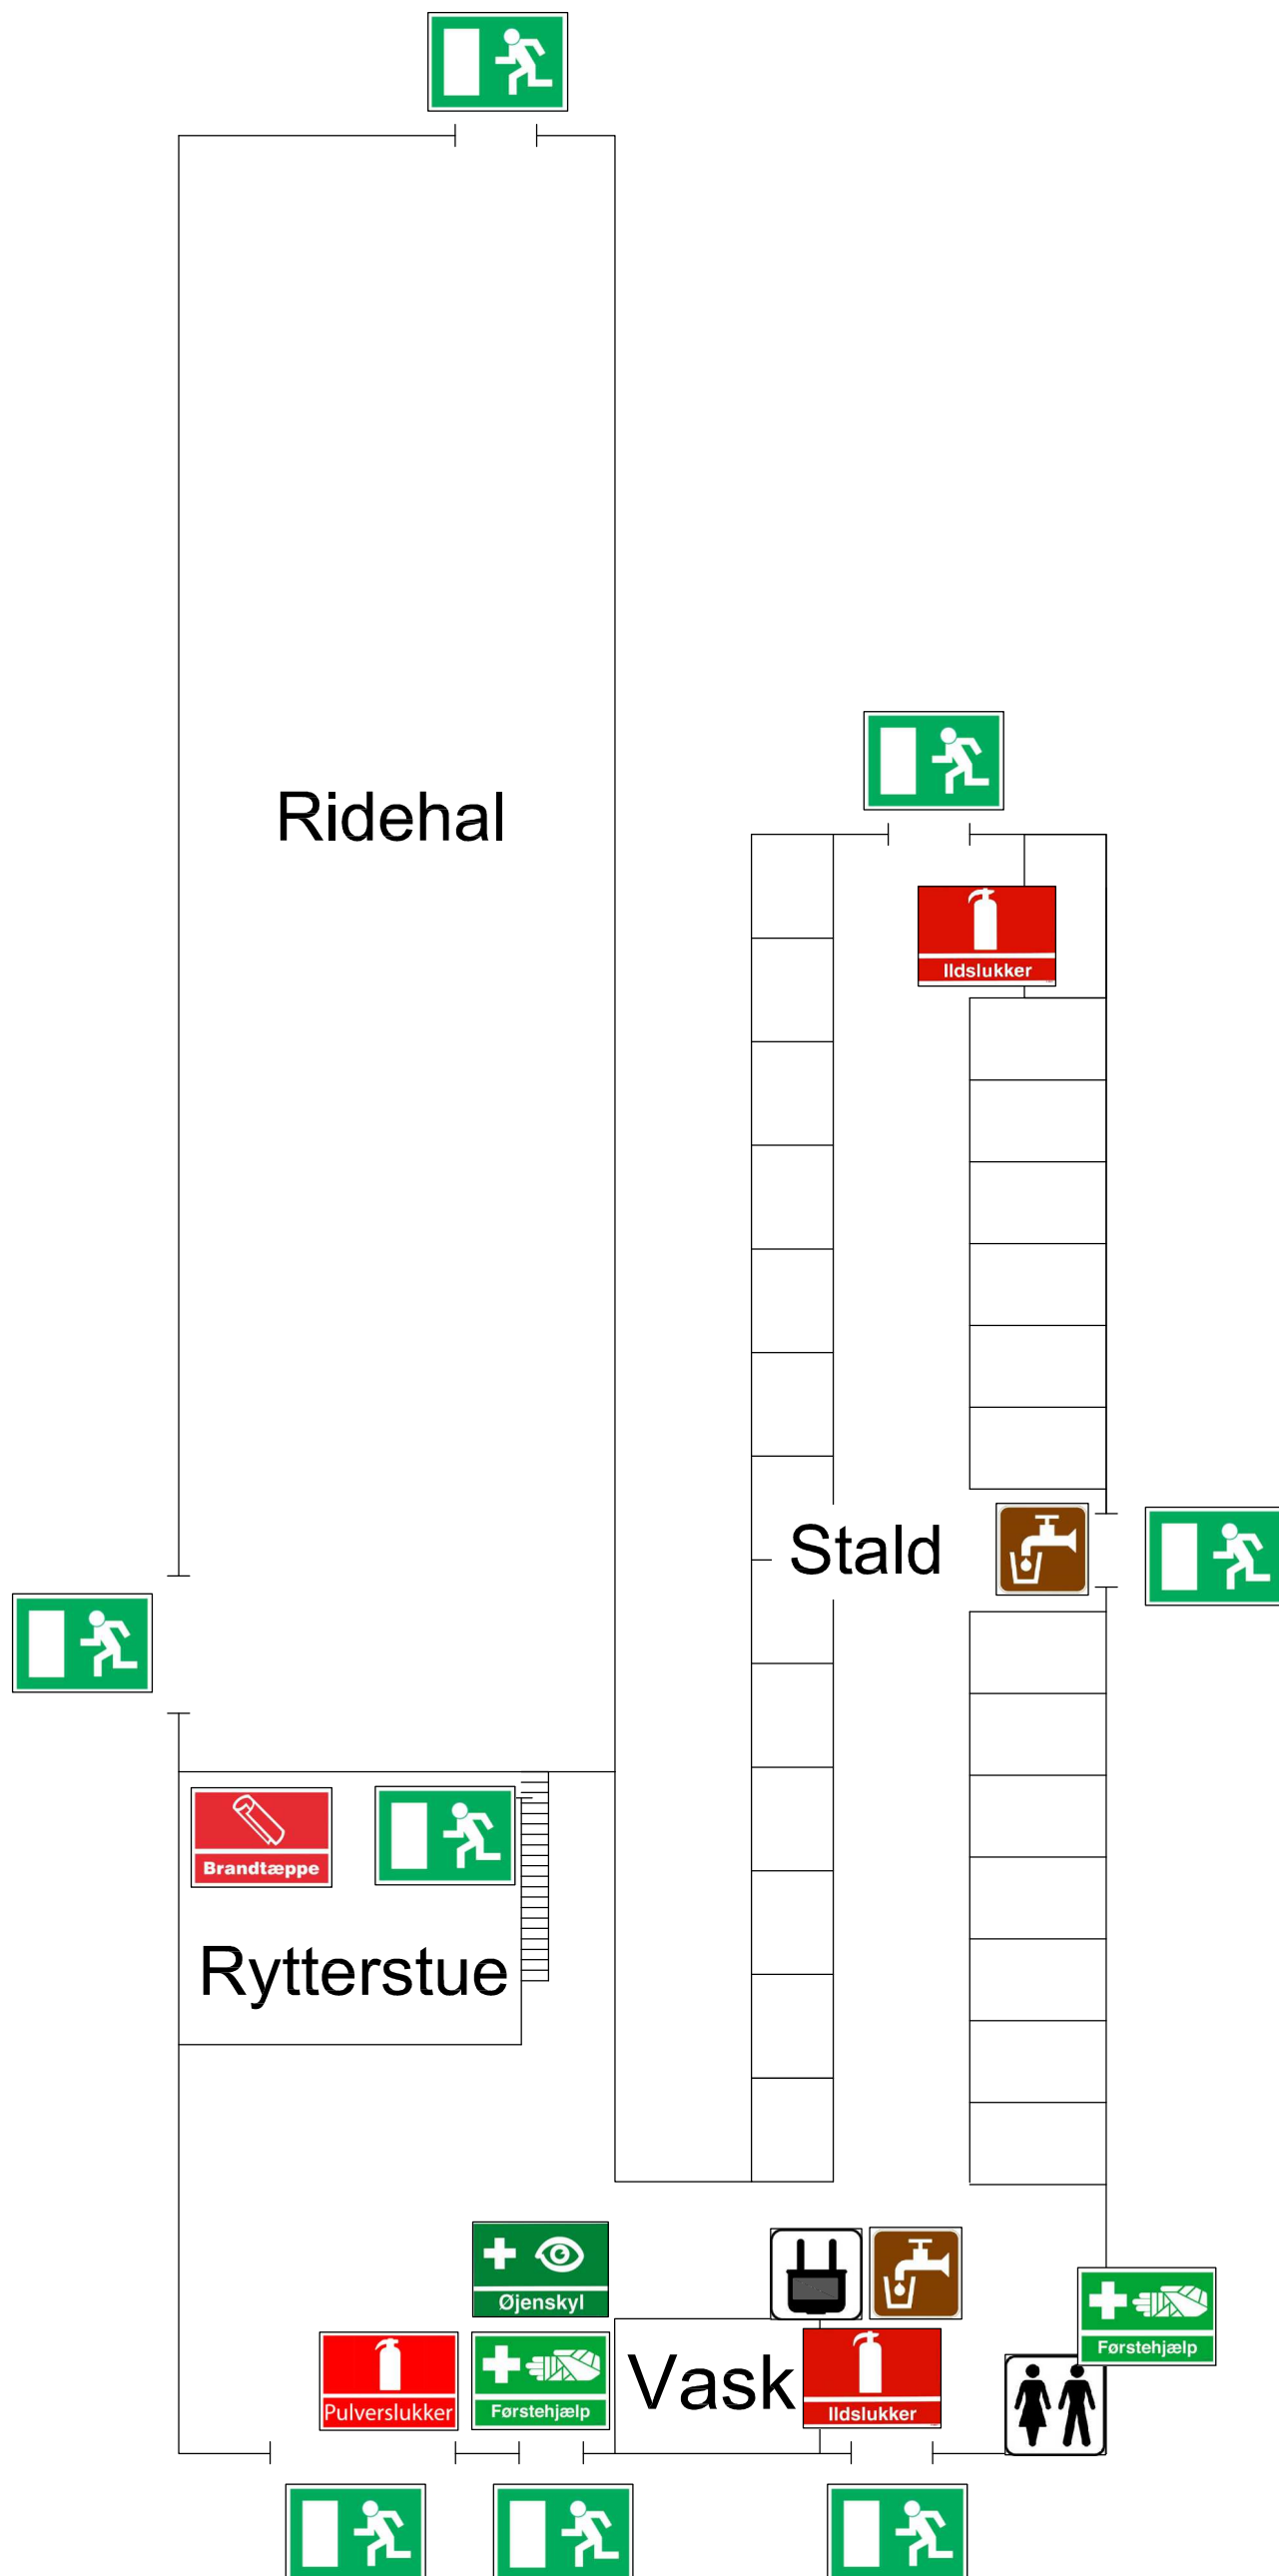 Ridehal
Ildslukker
Stald
Brandtæppe
Rytterstue
Øjenskyl
Førstehjælp
Pulverslukker
Førstehjælp
Vask
Ildslukker